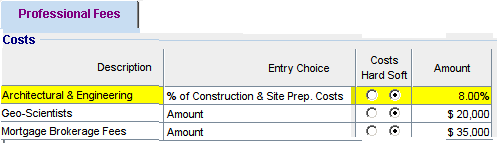 Professional Fees
Costs
Description Entry Choice Costs Hard Soft Amount
Architectural & Engineering % of Construction & Site Prep. Costs 8.00%
Geo-Scientists Amount $ 20,000
Mortgage Brokerage Fees Amount $ 35,000